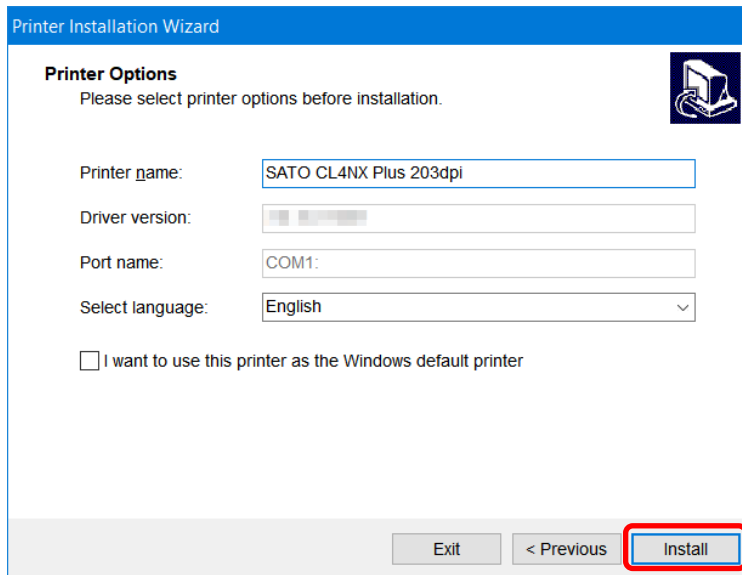 Printer Installation Wizard
Printer Options
Please select printer options before installation.
Printer name: SATO CL4NX Plus 203dpi
Driver version:
Port name: COM1:
Select language: English
I want to use this printer as the Windows default printer
Exit < Previous Install